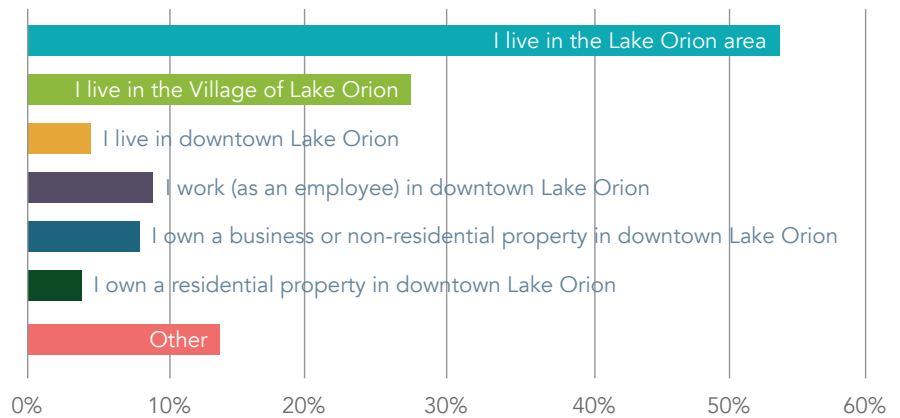 I live in the Lake Orion area
I live in the Village of Lake Orion
I live in downtown Lake Orion
I work (as an employee) in downtown Lake Orion
I own a business or non-residential property in downtown Lake Orion
I own a residential property in downtown Lake Orion
Other
0% 10% 20% 30% 40% 50% 60%